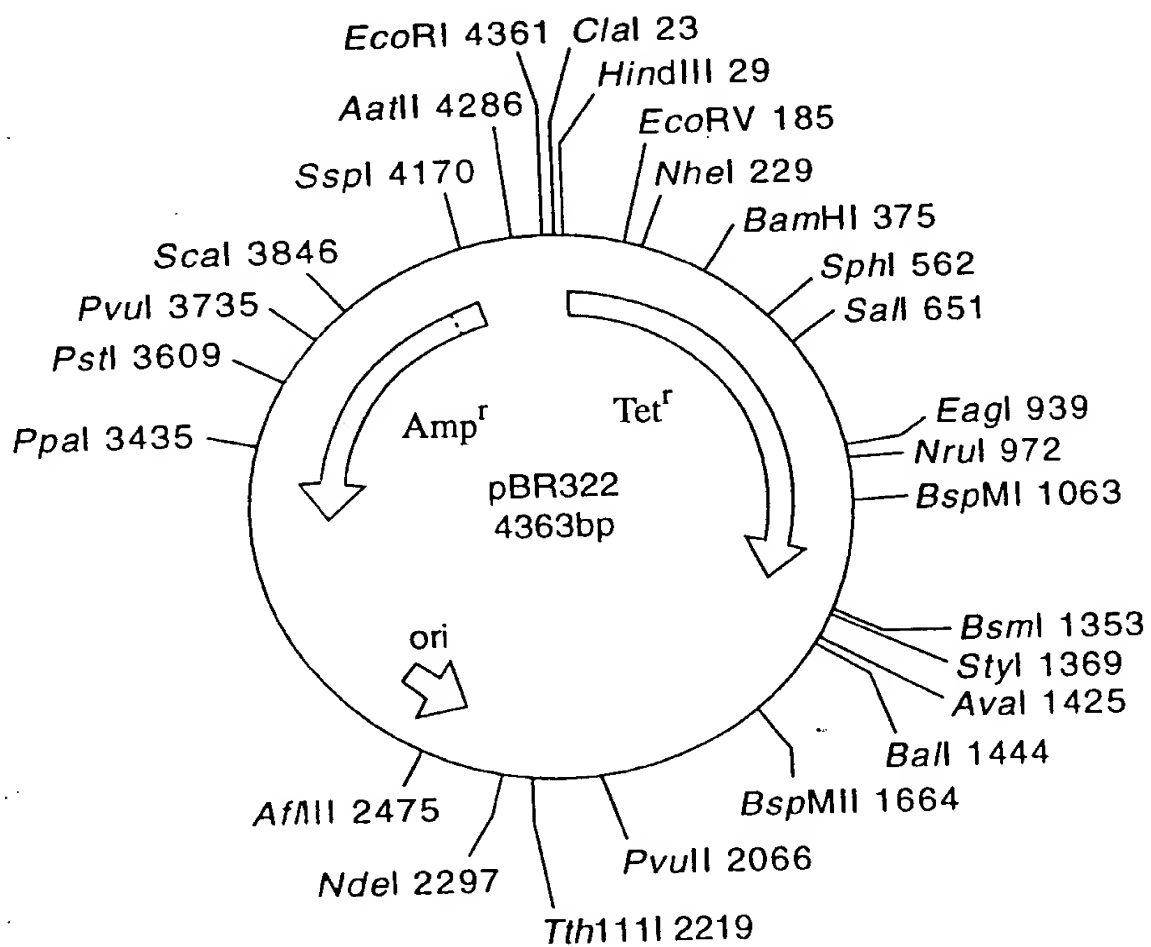 EcoRI 4361
ClaI 23
HindIII 29
AatII 4286
EcoRV 185
SspI 4170
NheI 229
BamHI 375
ScaI 3846
SphI 562
PvuI 3735
SalI 651
PstI 3609
EagI 939
PpaI 3435
Ampʳ
Tetʳ
NruI 972
pBR322
4363bp
BspMI 1063
ori
BsmI 1353
StyI 1369
AvaI 1425
BalI 1444
BspMII 1664
AflIII 2475
PvuII 2066
NdeI 2297
Tth111I 2219